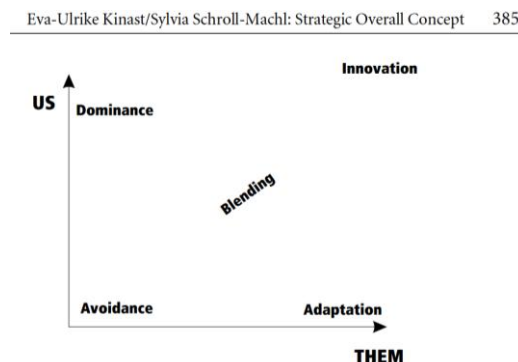 Eva-Ulrike Kinast/Sylvia Schroll-Machl: Strategic Overall Concept 385
Innovation
US
Dominance
Blending
Avoidance
Adaptation
THEM